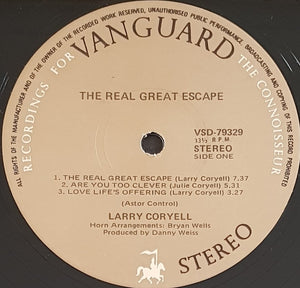 ALL RIGHTS OF THE MANUFACTURER AND OF THE OWNER OF THE RECORDED WORK RESERVED, UNAUTHORISED PUBLIC PERFORMANCE, BROADCASTING AND COPYING OF THIS RECORD PROHIBITED
RECORDINGS FOR THE CONNOISSEUR
VANGUARD
THE REAL GREAT ESCAPE
VSD-79329
33⅓ R.P.M.
STEREO
SIDE ONE
1. THE REAL GREAT ESCAPE (Larry Coryell) 7.37
2. ARE YOU TOO CLEVER (Julie Coryell) 5.31
3. LOVE LIFE'S OFFERING (Larry Coryell) 3.27
(Astor Control)
LARRY CORYELL
Horn Arrangements: Bryan Wells
Produced by Danny Weiss
STEREO